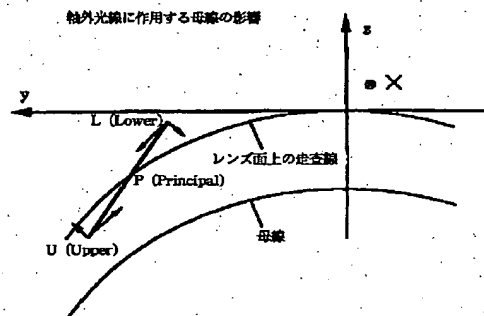 軸外光線に作用する母線の影響
z
X
y
L (Lower)
レンズ面上の走査線
P (Principal)
U (Upper)
母線